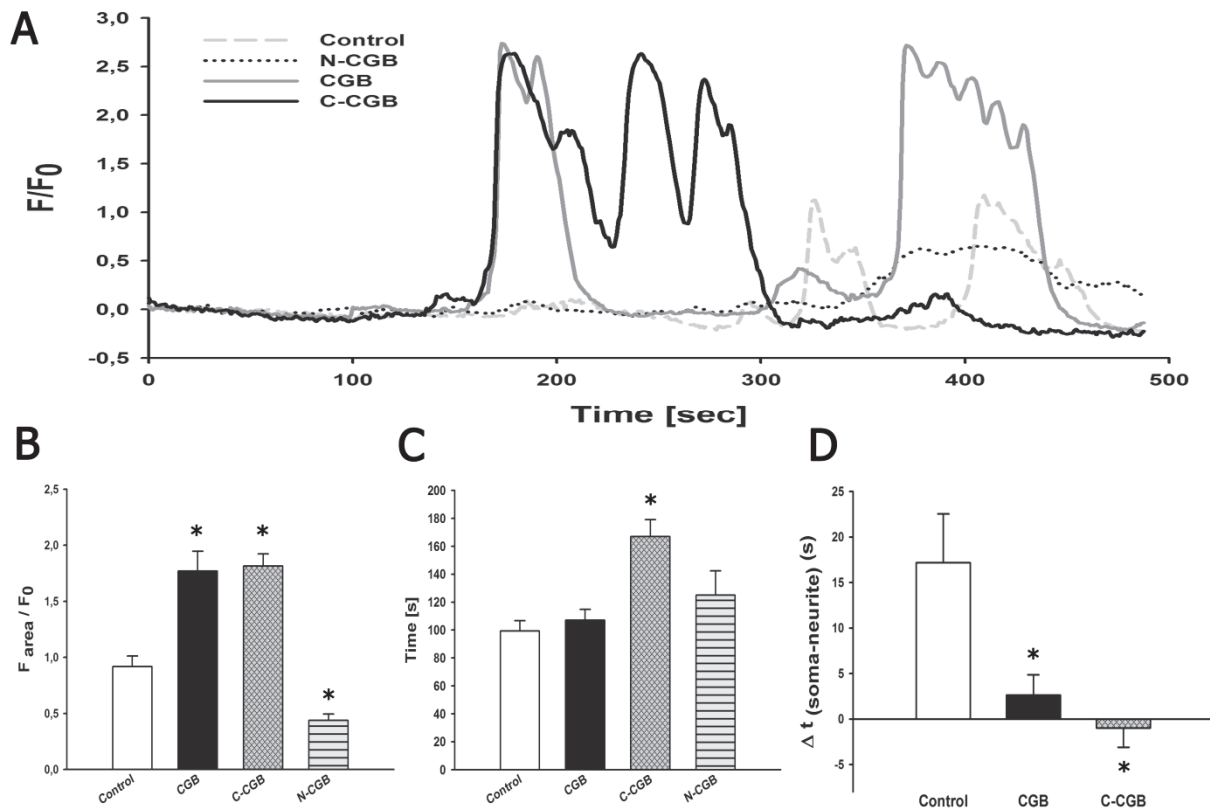 A
3,0
2,5
2,0
1,5
1,0
0,5
0,0
-0,5
F/F0
Control
N-CGB
CGB
C-CGB
0 100 200 300 400 500
Time [sec]
B
2,5
2,0
1,5
1,0
0,5
0,0
F area / F0
* * *
Control CGB C-CGB N-CGB
C
200
180
160
140
120
100
80
60
40
20
0
Time [s]
*
Control CGB C-CGB N-CGB
D
25
20
15
10
5
0
-5
Δ t (soma-neurite) (s)
* *
Control CGB C-CGB